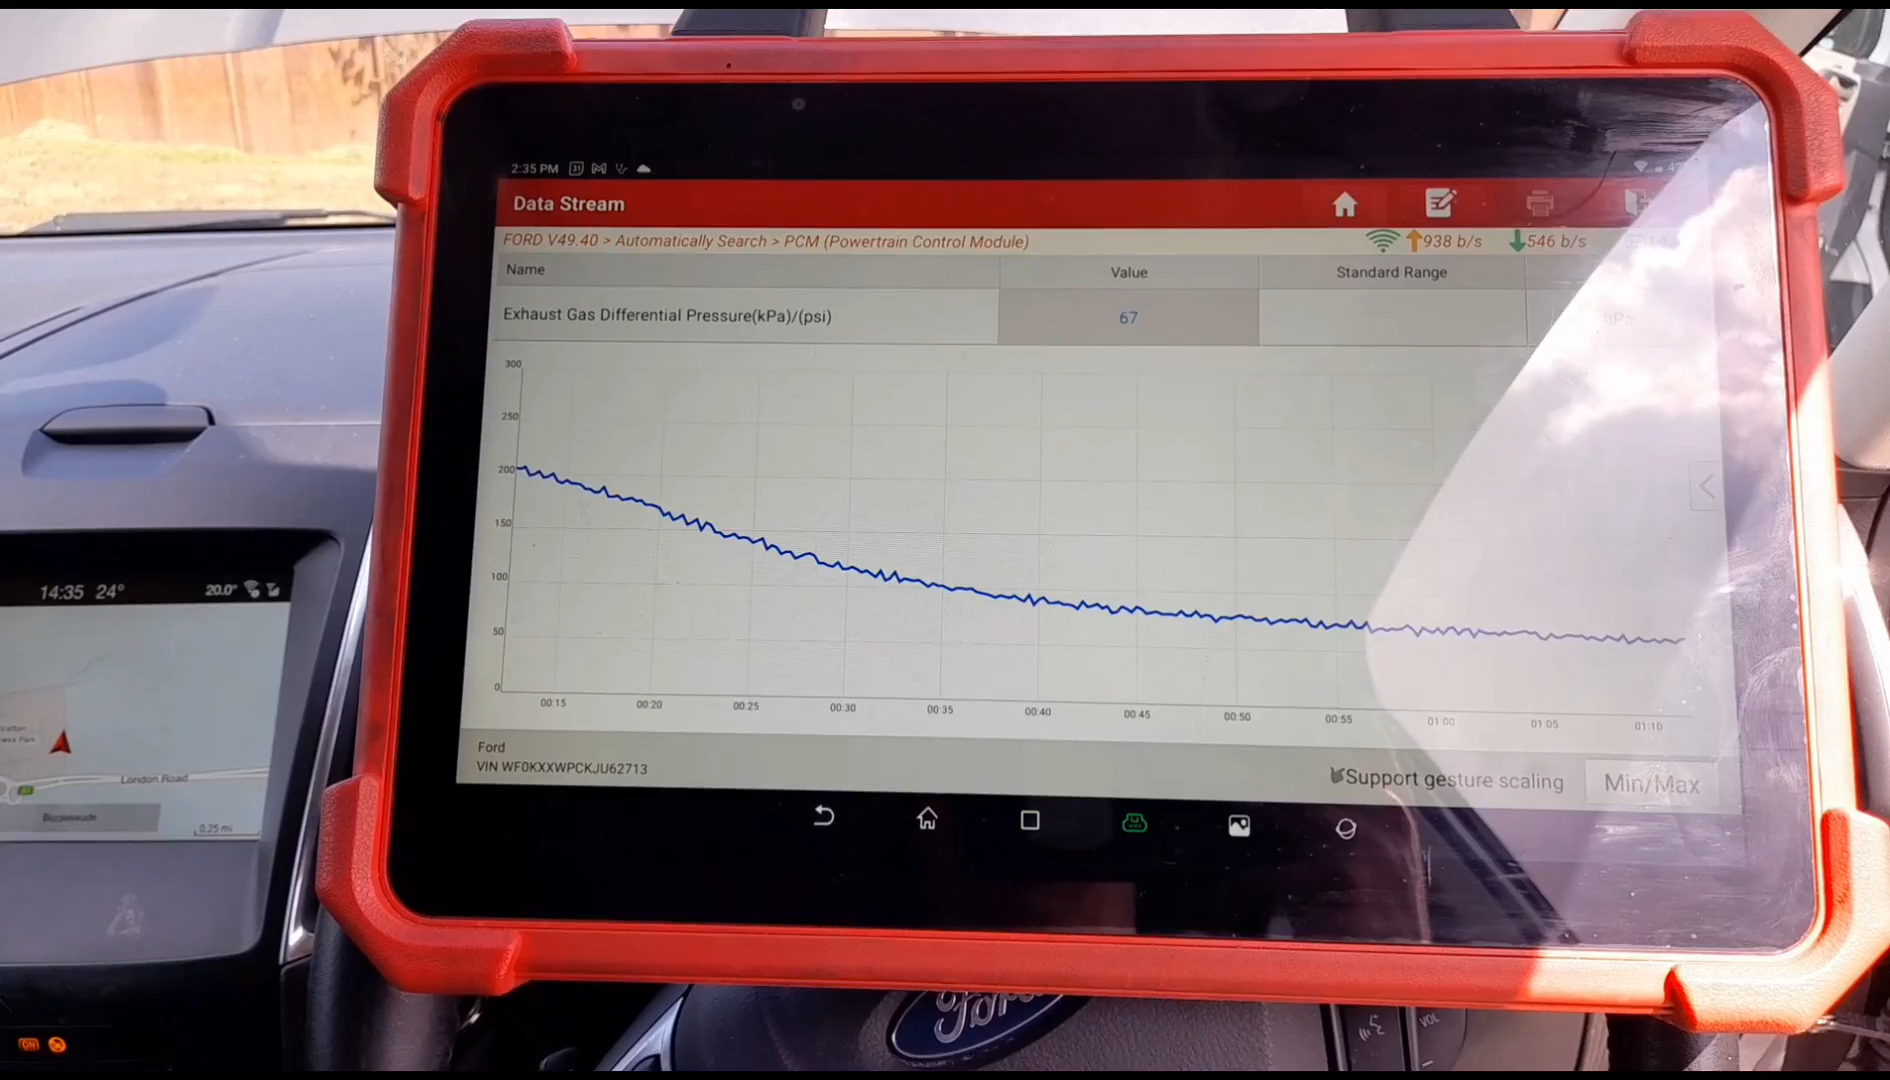 2:35 PM 31
Data Stream
FORD V49.40 > Automatically Search > PCM (Powertrain Control Module)
938 b/s 546 b/s
Name Value Standard Range
Exhaust Gas Differential Pressure(kPa)/(psi) 67
300
250
200
150
100
50
0
00:15 00:20 00:25 00:30 00:35 00:40 00:45 00:50 00:55 01:00 01:05 01:10
Ford
VIN WF0KXXWPCKJU62713
Support gesture scaling Min/Max
14:35 24° 20.0°
London Road
0.25 mi
ON
Ford
VOL